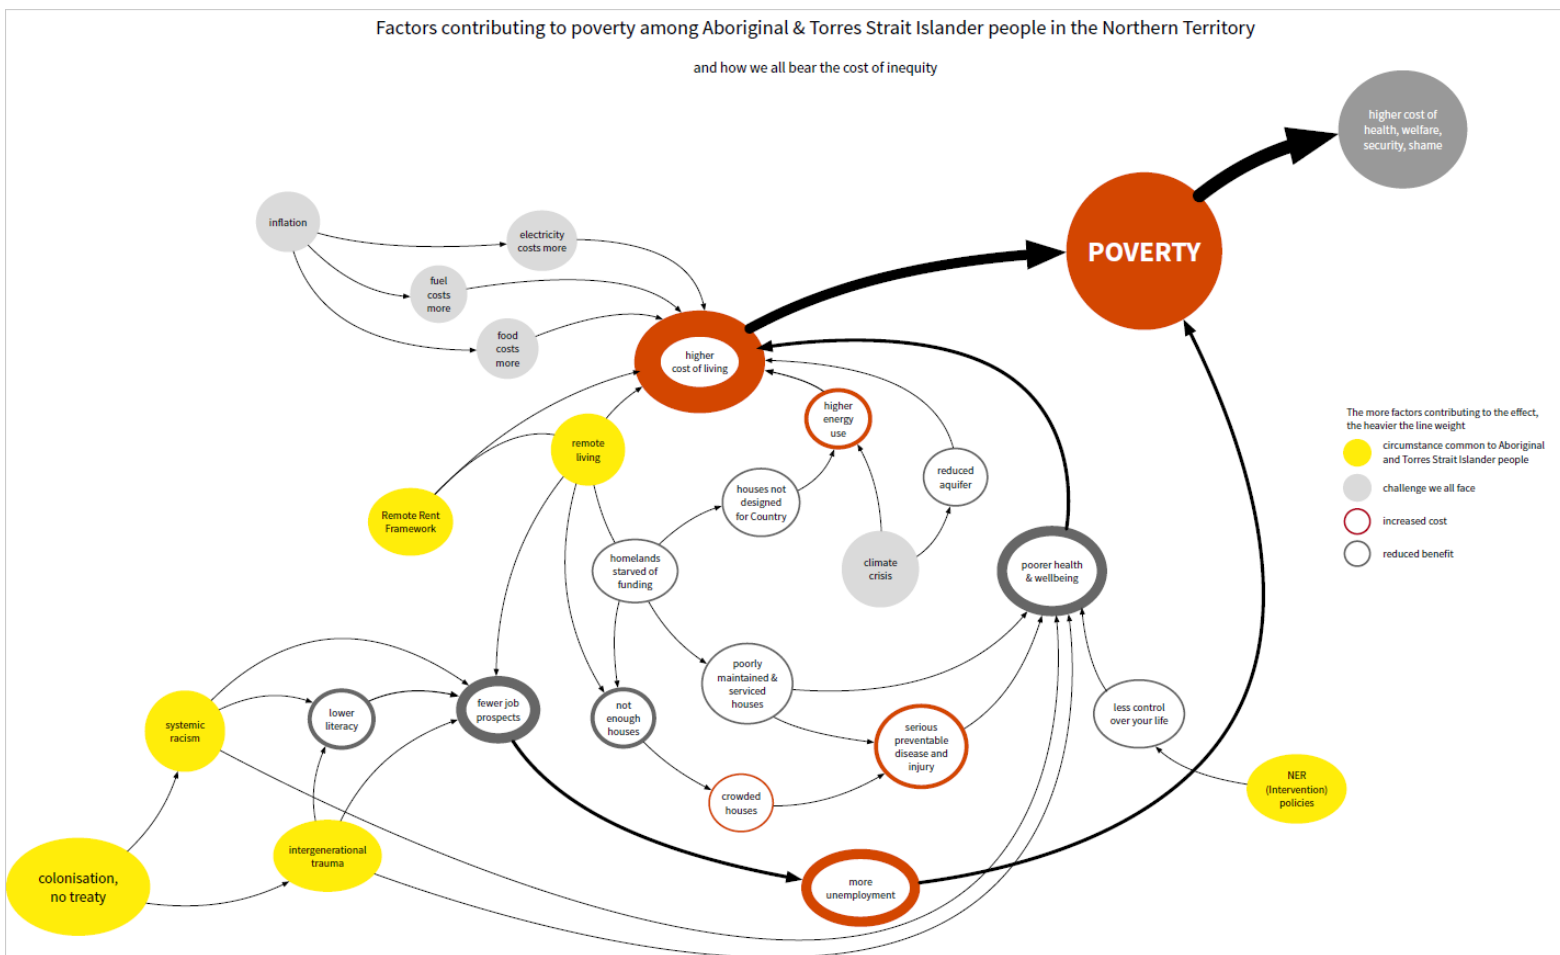 Factors contributing to poverty among Aboriginal & Torres Strait Islander people in the Northern Territory
and how we all bear the cost of inequity
higher cost of
health, welfare,
security, shame
POVERTY
inflation
electricity
costs more
fuel
costs
more
food
costs
more
higher
cost of living
higher
energy
use
remote
living
reduced
aquifer
houses not
designed
for Country
Remote Rent
Framework
homelands
starved of
funding
climate
crisis
poorer health
& wellbeing
The more factors contributing to the effect,
the heavier the line weight
circumstance common to Aboriginal
and Torres Strait Islander people
challenge we all face
increased cost
reduced benefit
systemic
racism
lower
literacy
fewer job
prospects
not
enough
houses
poorly
maintained &
serviced
houses
serious
preventable
disease and
injury
less control
over your life
crowded
houses
NER
(Intervention)
policies
intergenerational
trauma
colonisation,
no treaty
more
unemployment